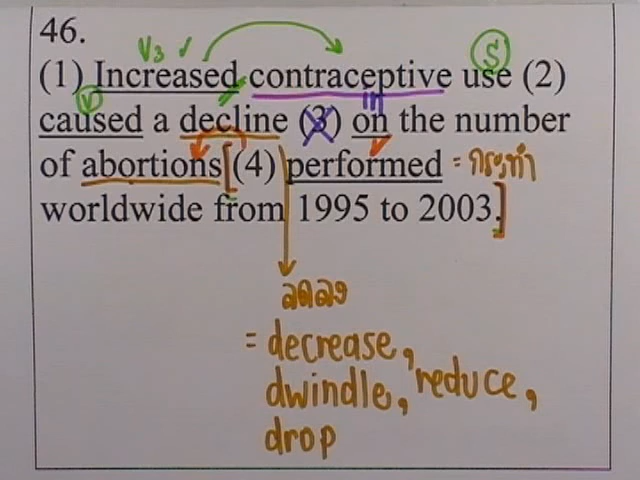 46.
V3 ✓ S
(1) Increased contraceptive use (2)
V in
caused a decline (3) on the number
of abortions [(4) performed = กระทำ
worldwide from 1995 to 2003.]
ลดลง
= decrease,
dwindle, reduce,
drop